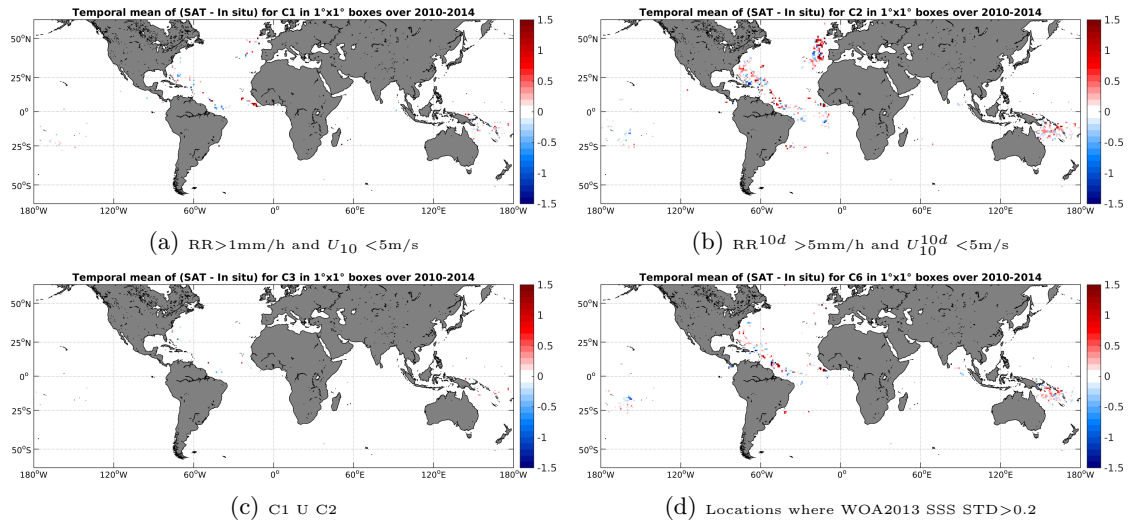 Temporal mean of (SAT - In situ) for C1 in 1°x1° boxes over 2010-2014
50°N
25°N
0°
25°S
50°S
180°W 120°W 60°W 0° 60°E 120°E 180°W
1.5
1
0.5
0
-0.5
-1
-1.5
(a) RR>1mm/h and U10 <5m/s
Temporal mean of (SAT - In situ) for C2 in 1°x1° boxes over 2010-2014
50°N
25°N
0°
25°S
50°S
180°W 120°W 60°W 0° 60°E 120°E 180°W
1.5
1
0.5
0
-0.5
-1
-1.5
(b) RR^10d >5mm/h and U10^10d <5m/s
Temporal mean of (SAT - In situ) for C3 in 1°x1° boxes over 2010-2014
50°N
25°N
0°
25°S
50°S
180°W 120°W 60°W 0° 60°E 120°E 180°W
1.5
1
0.5
0
-0.5
-1
-1.5
(c) C1 U C2
Temporal mean of (SAT - In situ) for C6 in 1°x1° boxes over 2010-2014
50°N
25°N
0°
25°S
50°S
180°W 120°W 60°W 0° 60°E 120°E 180°W
1.5
1
0.5
0
-0.5
-1
-1.5
(d) Locations where WOA2013 SSS STD>0.2